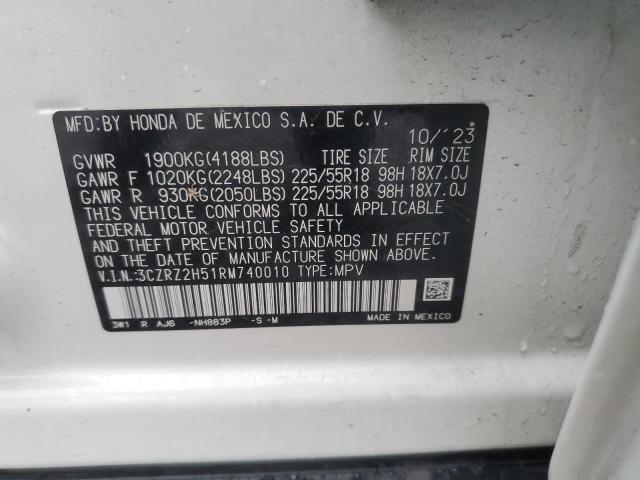 MFD:BY HONDA DE MEXICO S.A. DE C.V.
10/'23
GVWR 1900KG(4188LBS) TIRE SIZE RIM SIZE
GAWR F 1020KG(2248LBS) 225/55R18 98H 18X7.0J
GAWR R 930KG(2050LBS) 225/55R18 98H 18X7.0J
THIS VEHICLE CONFORMS TO ALL APPLICABLE
FEDERAL MOTOR VEHICLE SAFETY
AND THEFT PREVENTION STANDARDS IN EFFECT
ON THE DATE OF MANUFACTURE SHOWN ABOVE.
V.I.N.:3CZRZ2H51RM740010 TYPE:MPV
3W1 R AJ6 -NH883P -S -M MADE IN MEXICO